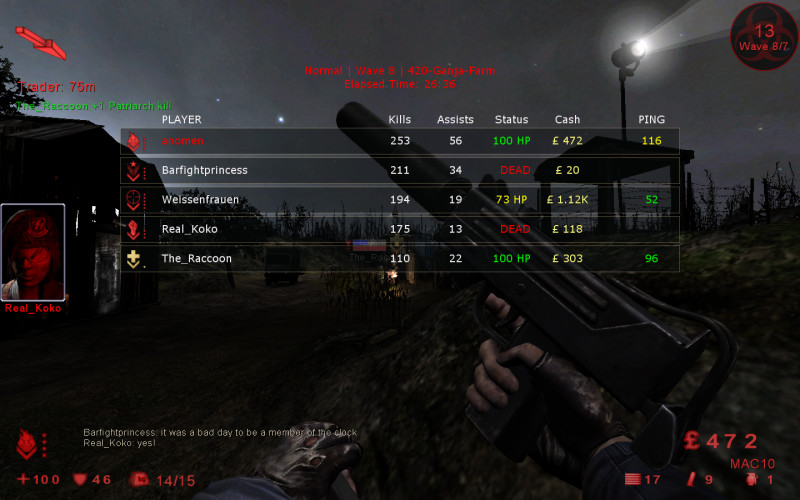 13
Wave 8/7
Normal | Wave 8 | 420-Ganja-Farm
Elapsed Time: 26:36
Trader: 75m
The_Raccoon +1 Patriarch kill
PLAYER Kills Assists Status Cash PING
253 56 100 HP £ 472 116
Barfightprincess 211 34 DEAD £ 20
Weissenfrauen 194 19 73 HP £ 1.12K 52
Real_Koko 175 13 DEAD £ 118
The_Raccoon 110 22 100 HP £ 303 96
Real_Koko
Barfightprincess: it was a bad day to be a member of the clock
Real_Koko: yes!
£ 472
MAC10
100 46 14/15 17 9 1